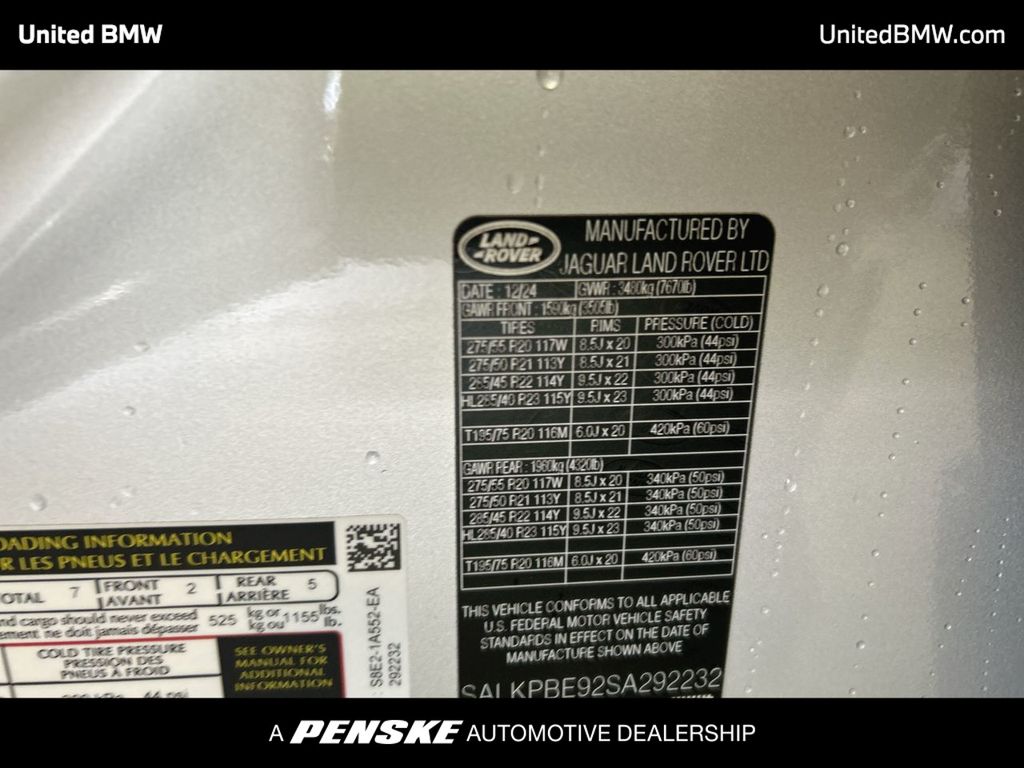 United BMW
UnitedBMW.com
LAND-
-ROVER
MANUFACTURED BY
JAGUAR LAND ROVER LTD
DATE : 12/24 GVWR : 3480kg (7670lb)
GAWR FRONT : 1590kg (3505lb)
TIRES RIMS PRESSURE (COLD)
275/55 R20 117W 8.5J x 20 300kPa (44psi)
275/50 R21 113Y 8.5J x 21 300kPa (44psi)
285/45 R22 114Y 9.5J x 22 300kPa (44psi)
HL285/40 R23 115Y 9.5J x 23 300kPa (44psi)
T195/75 R20 116M 6.0J x 20 420kPa (60psi)
GAWR REAR : 1960kg (4320lb)
275/55 R20 117W 8.5J x 20 340kPa (50psi)
275/50 R21 113Y 8.5J x 21 340kPa (50psi)
285/45 R22 114Y 9.5J x 22 340kPa (50psi)
HL285/40 R23 115Y 9.5J x 23 340kPa (50psi)
T195/75 R20 116M 6.0J x 20 420kPa (60psi)
THIS VEHICLE CONFORMS TO ALL APPLICABLE
U.S. FEDERAL MOTOR VEHICLE SAFETY
STANDARDS IN EFFECT ON THE DATE OF
MANUFACTURE SHOWN ABOVE
SALKPBE92SA292232
OADING INFORMATION
R LES PNEUS ET LE CHARGEMENT
OTAL 7 FRONT 2 REAR 5
AVANT ARRIÈRE
nd cargo should never exceed 525 kg or 1155 lbs.
ement ne doit jamais dépasser kg ou lb.
COLD TIRE PRESSURE
PRESSION DES
PNEUS A FROID
SEE OWNER'S
MANUAL FOR
ADDITIONAL
INFORMATION
S8E2-1A552-EA
292232
A PENSKE AUTOMOTIVE DEALERSHIP